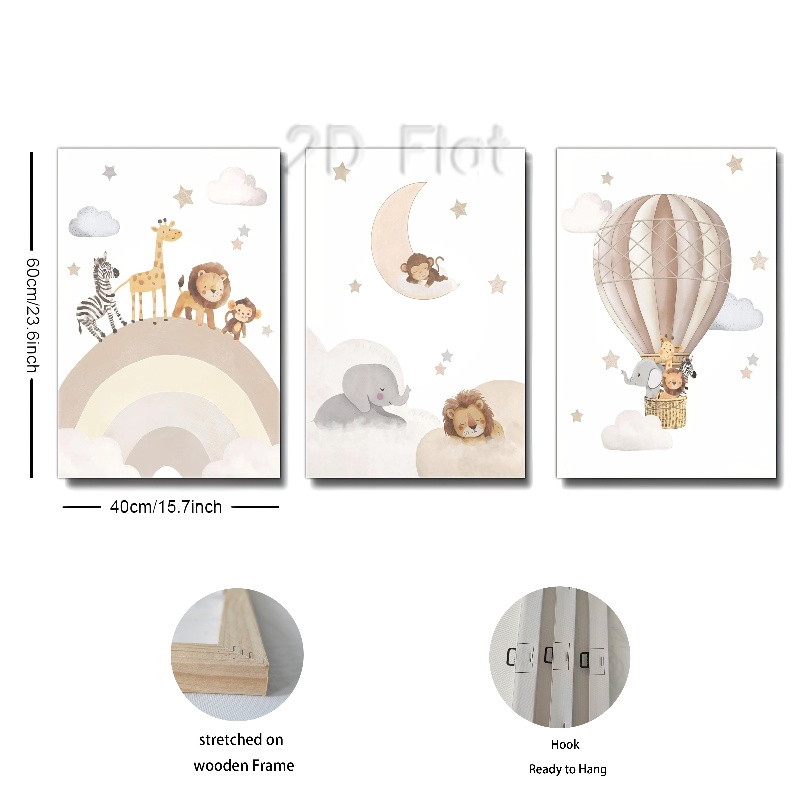 2D Flat
60cm/23.6inch
40cm/15.7inch
stretched on
wooden Frame
Hook
Ready to Hang